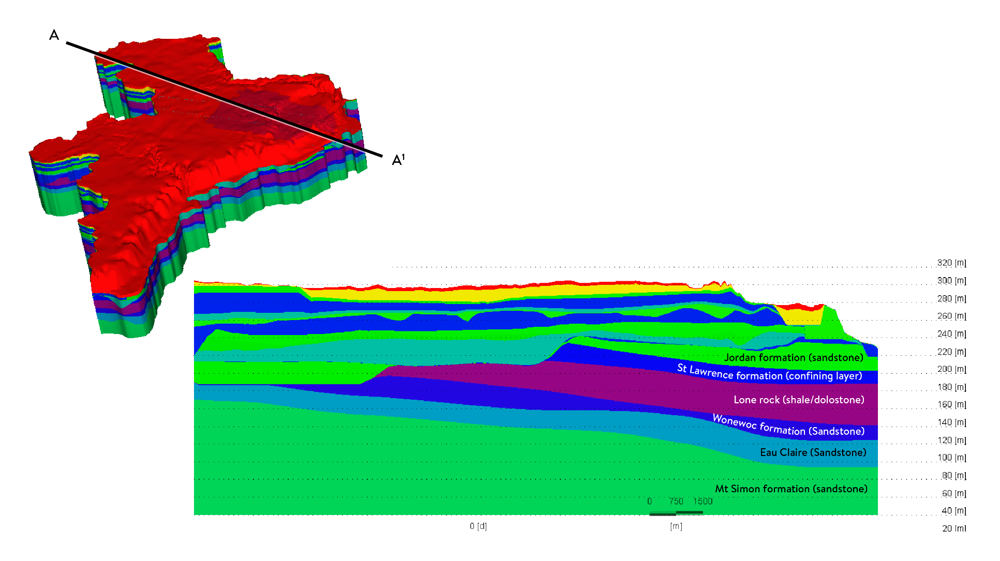 A
A¹
320 [m]
300 [m]
280 [m]
260 [m]
240 [m]
220 [m]
Jordan formation (sandstone)
200 [m]
St Lawrence formation (confining layer)
180 [m]
Lone rock (shale/dolostone)
160 [m]
Wonewoc formation (Sandstone)
140 [m]
120 [m]
Eau Claire (Sandstone)
100 [m]
80 [m]
Mt Simon formation (sandstone)
60 [m]
0 750 1500
40 [m]
0 [d] [m]
20 [m]